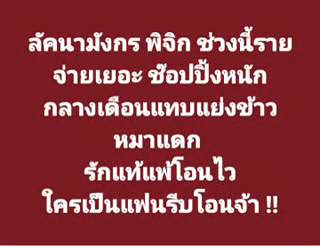 ลัคนามังกร พิจิก ช่วงนี้ราย
จ่ายเยอะ ช๊อปปิ้งหนัก
กลางเดือนแทบแย่งข้าว
หมาแดก
รักแท้แพ้โอนไว
ใครเป็นแฟนรีบโอนจ้า !!